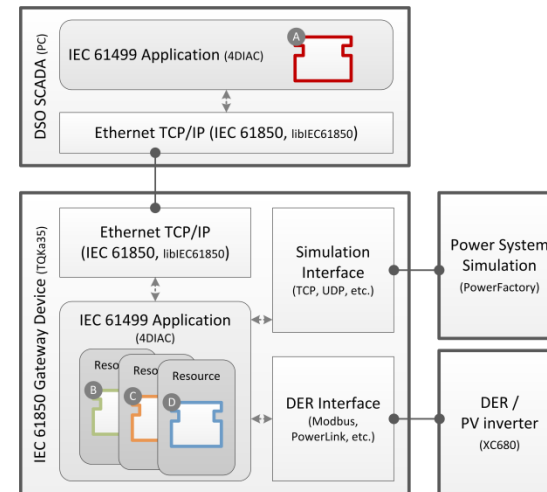 DSO SCADA (PC)
IEC 61499 Application (4DIAC)
A
Ethernet TCP/IP (IEC 61850, libIEC61850)
IEC 61850 Gateway Device (TQKa35)
Ethernet TCP/IP
(IEC 61850, libIEC61850)
Simulation
Interface
(TCP, UDP, etc.)
Power System
Simulation
(PowerFactory)
IEC 61499 Application
(4DIAC)
Reso
B
Reso
C
Resource
D
DER Interface
(Modbus,
PowerLink, etc.)
DER /
PV inverter
(XC680)